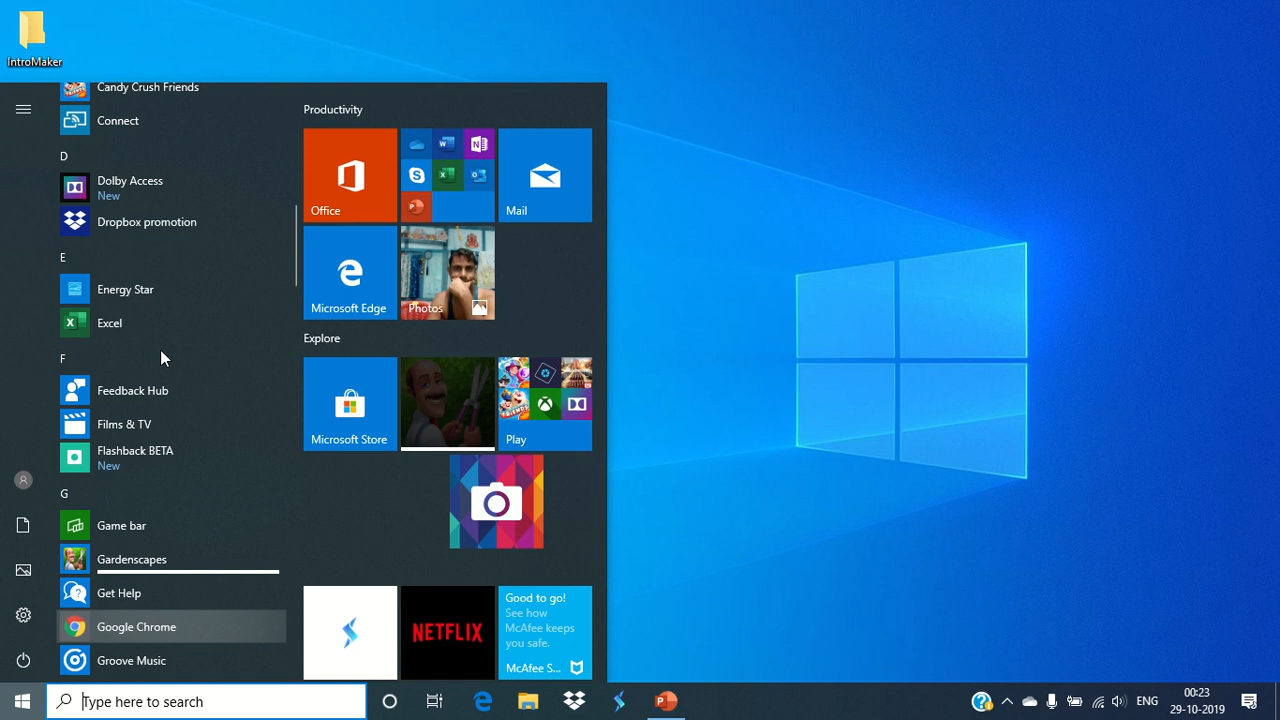 IntroMaker
Candy Crush Friends
Connect
D
Dolby Access
New
Dropbox promotion
E
Energy Star
Excel
F
Feedback Hub
Films & TV
Flashback BETA
New
G
Game bar
Gardenscapes
Get Help
Google Chrome
Groove Music
Productivity
Office
Mail
Microsoft Edge
Photos
Explore
Microsoft Store
Play
NETFLIX
Good to go!
See how
McAfee keeps
you safe.
McAfee S...
Type here to search
ENG
00:23
29-10-2019